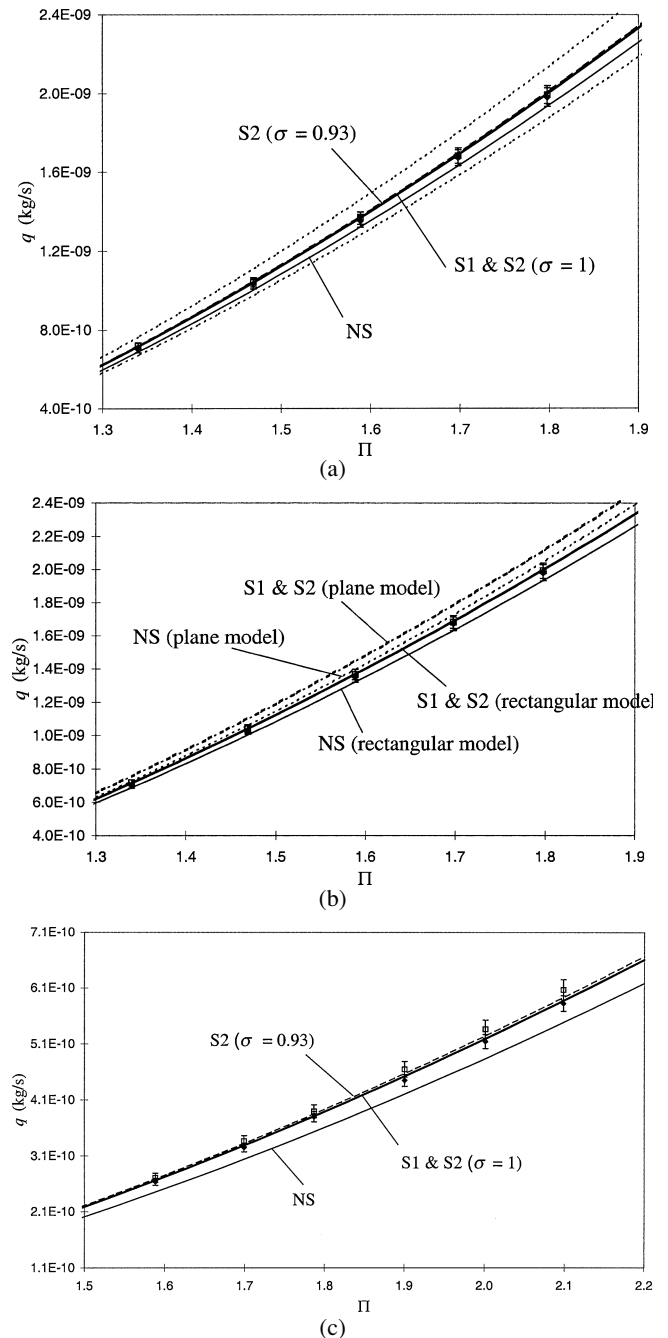 2.4E-09
2.0E-09
S2 (σ = 0.93)
1.6E-09
q (kg/s)
1.2E-09
S1 & S2 (σ = 1)
NS
8.0E-10
4.0E-10
1.3 1.4 1.5 1.6 1.7 1.8 1.9
Π
(a)
2.4E-09
2.2E-09
2.0E-09
S1 & S2 (plane model)
1.8E-09
1.6E-09
NS (plane model)
q (kg/s)
1.4E-09
1.2E-09
S1 & S2 (rectangular model
1.0E-09
NS (rectangular model)
8.0E-10
6.0E-10
4.0E-10
1.3 1.4 1.5 1.6 1.7 1.8 1.9
Π
(b)
7.1E-10
6.1E-10
5.1E-10
S2 (σ = 0.93)
q (kg/s)
4.1E-10
3.1E-10
S1 & S2 (σ = 1)
NS
2.1E-10
1.1E-10
1.5 1.6 1.7 1.8 1.9 2.0 2.1 2.2
Π
(c)